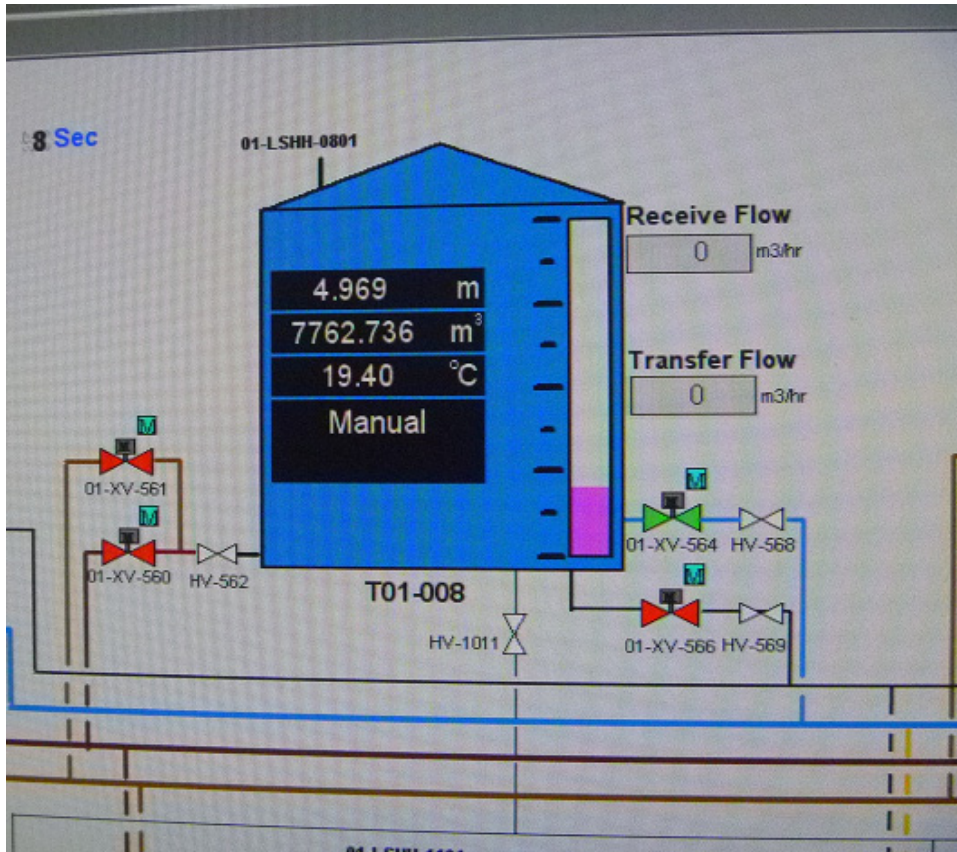 8 Sec
01-LSHH-0801
Receive Flow
0 m3/hr
4.969 m
7762.736 m³
19.40 °C
Manual
Transfer Flow
0 m3/hr
M
01-XV-561
M
01-XV-560
HV-562
T01-008
M
01-XV-564
HV-568
M
01-XV-566
HV-569
HV-1011